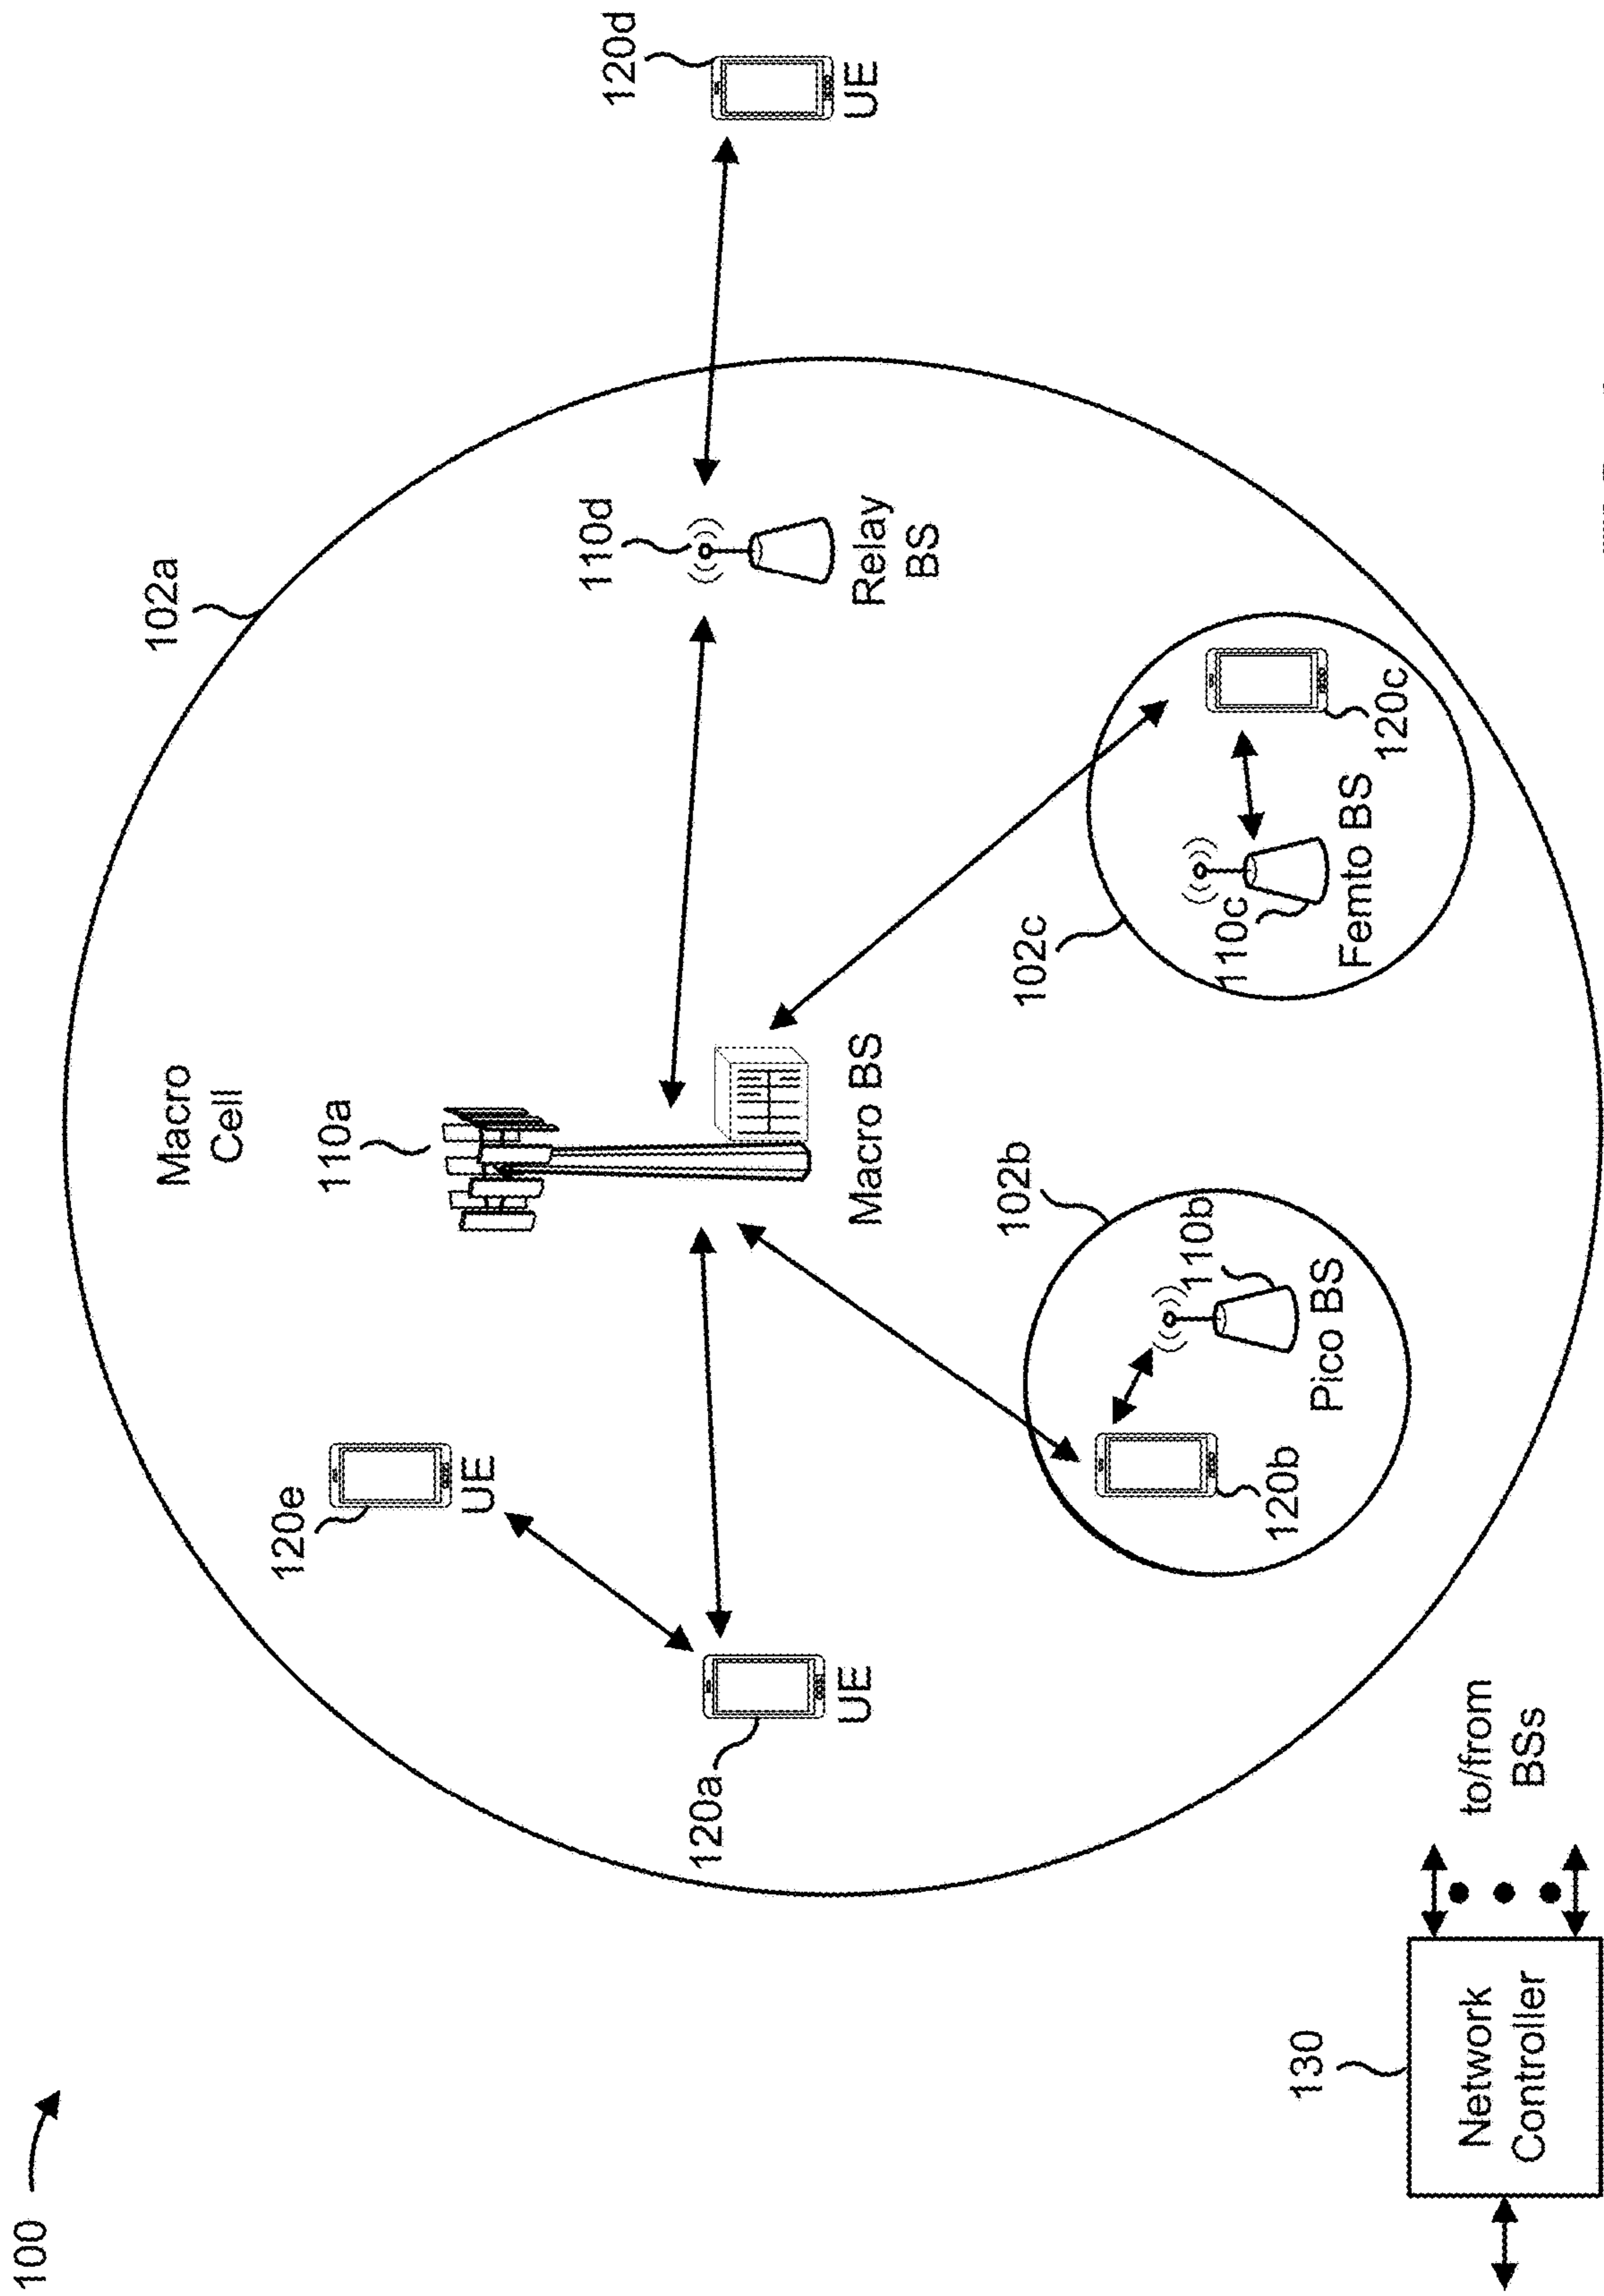 100
102a
Macro
Cell
110a
120d
UE
110d
Relay
BS
120e
UE
Macro BS
120a
UE
102b
102c
110b
Pico BS
120b
110c
Femto BS
120c
130
Network
Controller
to/from
BSs